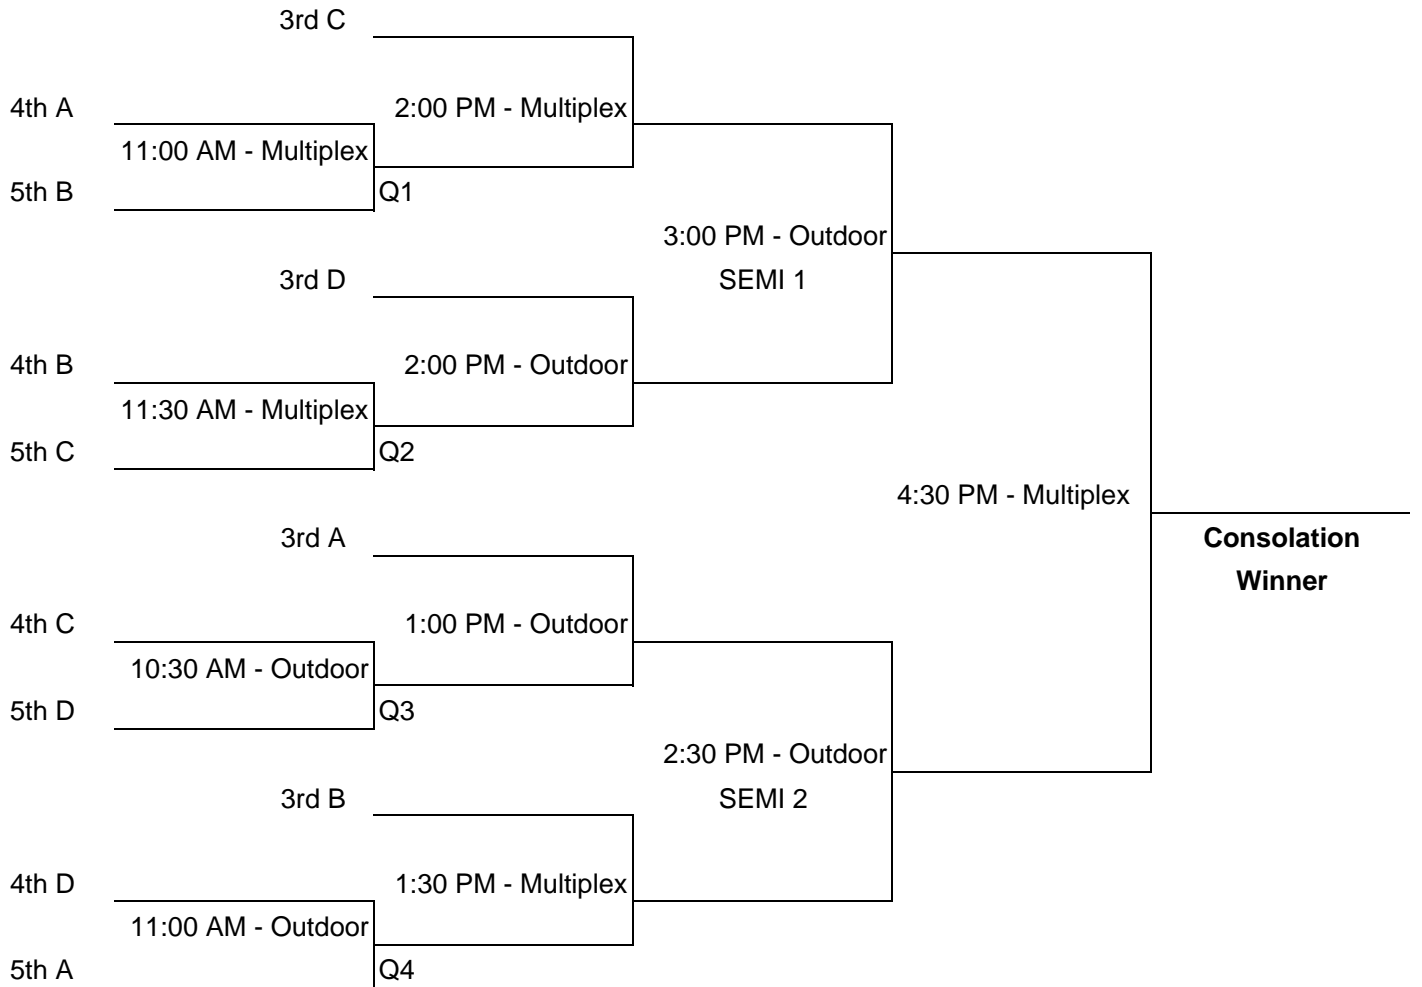 3rd C
4th A
2:00 PM - Multiplex
11:00 AM - Multiplex
5th B
Q1
3:00 PM - Outdoor
3rd D
SEMI 1
4th B
2:00 PM - Outdoor
11:30 AM - Multiplex
5th C
Q2
4:30 PM - Multiplex
3rd A
Consolation
Winner
4th C
1:00 PM - Outdoor
10:30 AM - Outdoor
5th D
Q3
2:30 PM - Outdoor
3rd B
SEMI 2
4th D
1:30 PM - Multiplex
11:00 AM - Outdoor
5th A
Q4